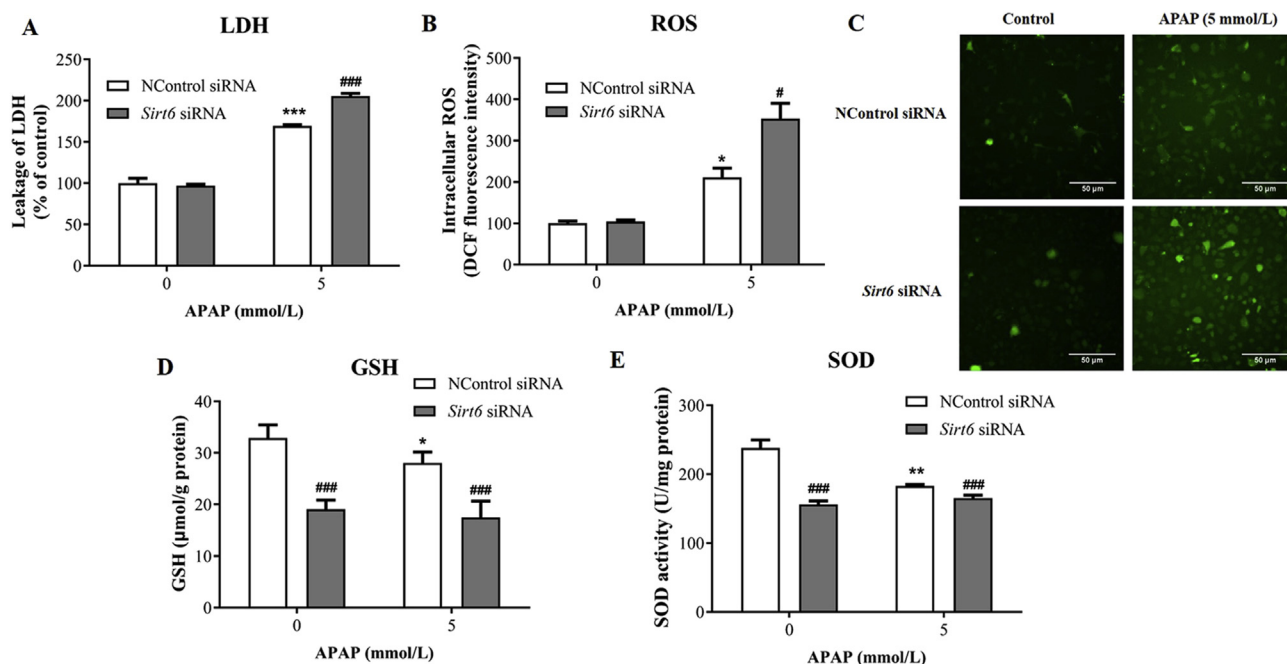 A
LDH
Leakage of LDH
(% of control)
250
200
150
100
50
0
NControl siRNA
Sirt6 siRNA
***
###
0
5
APAP (mmol/L)
B
ROS
Intracellular ROS
(DCF fluorescence intensity)
500
400
300
200
100
0
NControl siRNA
Sirt6 siRNA
*
#
0
5
APAP (mmol/L)
C
Control
APAP (5 mmol/L)
NControl siRNA
50 µm
50 µm
Sirt6 siRNA
50 µm
50 µm
D
GSH
GSH (µmol/g protein)
40
30
20
10
0
NControl siRNA
Sirt6 siRNA
###
*
###
0
5
APAP (mmol/L)
E
SOD
SOD activity (U/mg protein)
300
250
200
150
0
NControl siRNA
Sirt6 siRNA
###
**
###
0
5
APAP (mmol/L)